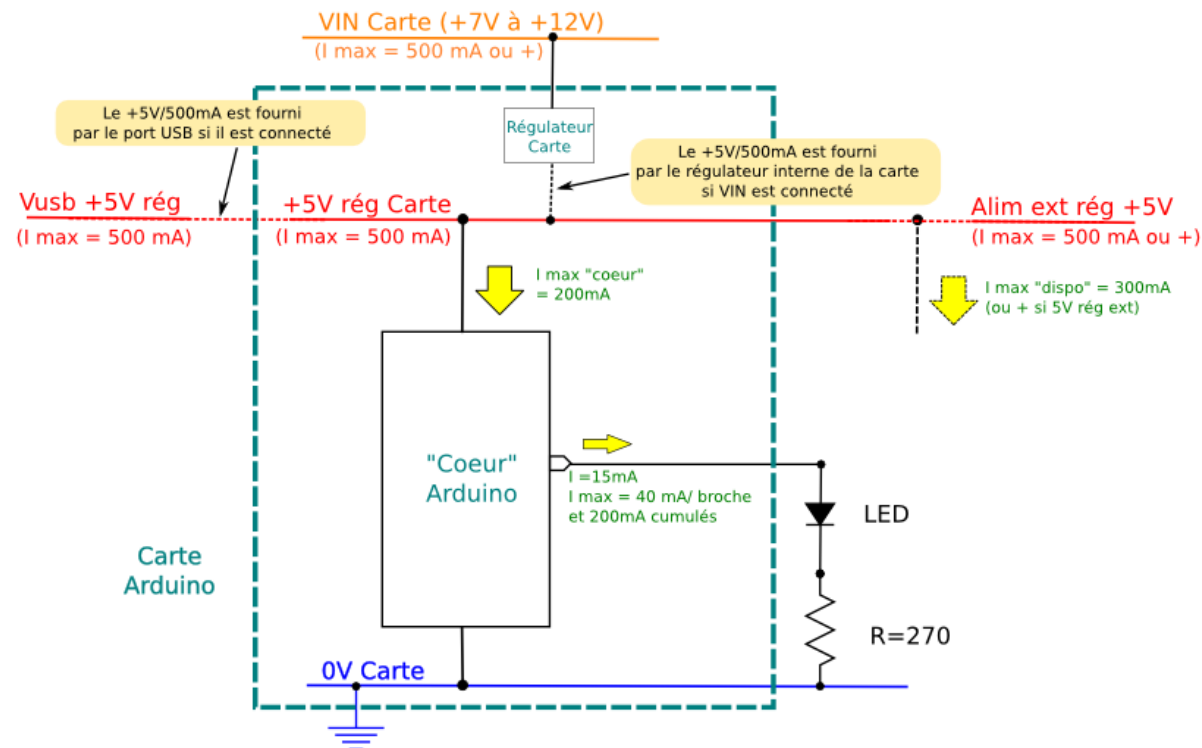 VIN Carte (+7V à +12V)
(I max = 500 mA ou +)
Le +5V/500mA est fourni
par le port USB si il est connecté
Régulateur
Carte
Le +5V/500mA est fourni
par le régulateur interne de la carte
si VIN est connecté
Vusb +5V rég
(I max = 500 mA)
+5V rég Carte
(I max = 500 mA)
Alim ext rég +5V
(I max = 500 mA ou +)
I max "coeur"
= 200mA
I max "dispo" = 300mA
(ou + si 5V rég ext)
"Coeur"
Arduino
I =15mA
I max = 40 mA/ broche
et 200mA cumulés
LED
Carte
Arduino
R=270
0V Carte